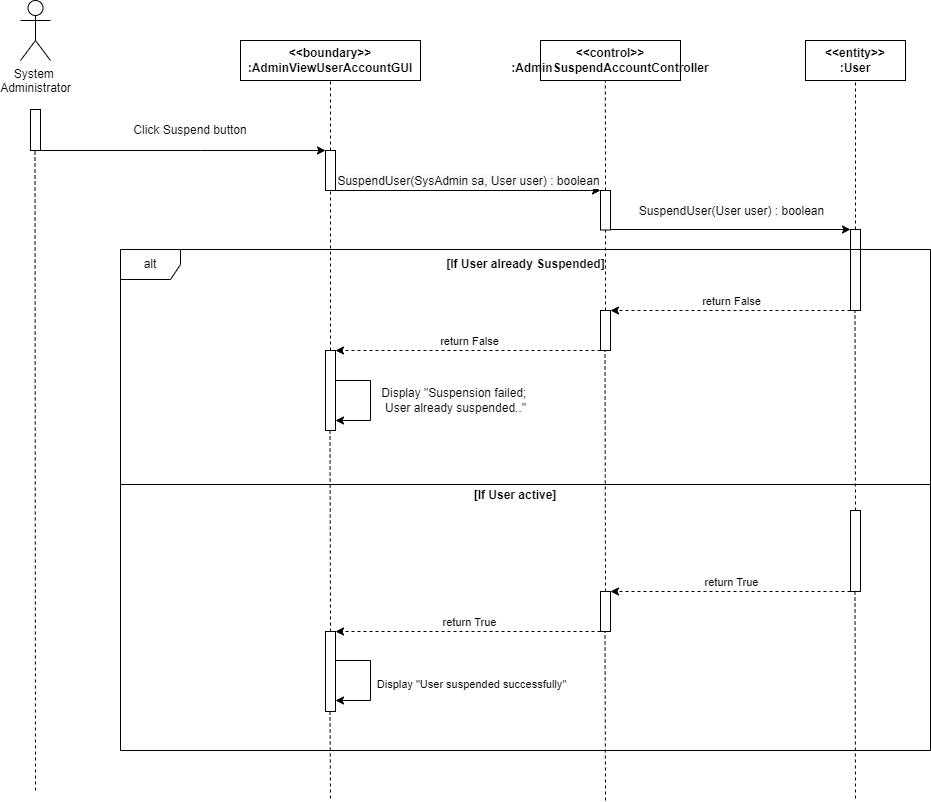 <<boundary>>
:AdminViewUserAccountGUI
<<control>>
:AdminSuspendAccountController
<<entity>>
:User
System
Administrator
Click Suspend button
SuspendUser(SysAdmin sa, User user) : boolean
SuspendUser(User user) : boolean
alt
[If User already Suspended]
return False
return False
Display "Suspension failed;
User already suspended.."
[If User active]
return True
return True
Display "User suspended successfully"